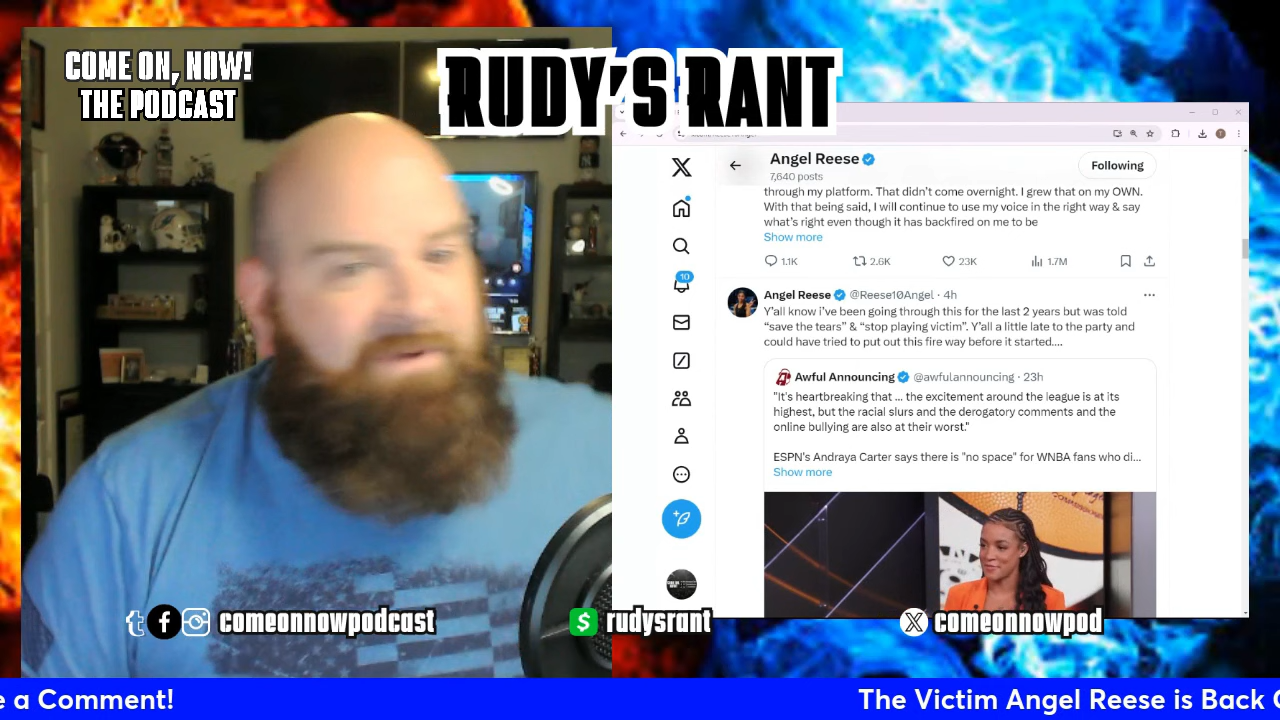 COME ON, NOW!
THE PODCAST
RUDY'S RANT
Angel Reese
7,640 posts
Following
through my platform. That didn't come overnight. I grew that on my OWN.
With that being said, I will continue to use my voice in the right way & say
what's right even though it has backfired on me to be
Show more
1.1K 2.6K 23K 1.7M
10
Angel Reese @Reese10Angel · 4h
Y'all know i've been going through this for the last 2 years but was told
“save the tears” & “stop playing victim”. Y'all a little late to the party and
could have tried to put out this fire way before it started....
Awful Announcing @awfulannouncing · 23h
"It's heartbreaking that ... the excitement around the league is at its
highest, but the racial slurs and the derogatory comments and the
online bullying are also at their worst."
ESPN's Andraya Carter says there is "no space" for WNBA fans who di...
Show more
comeonnowpodcast
$ rudysrant
X comeonnowpod
e a Comment!
The Victim Angel Reese is Back